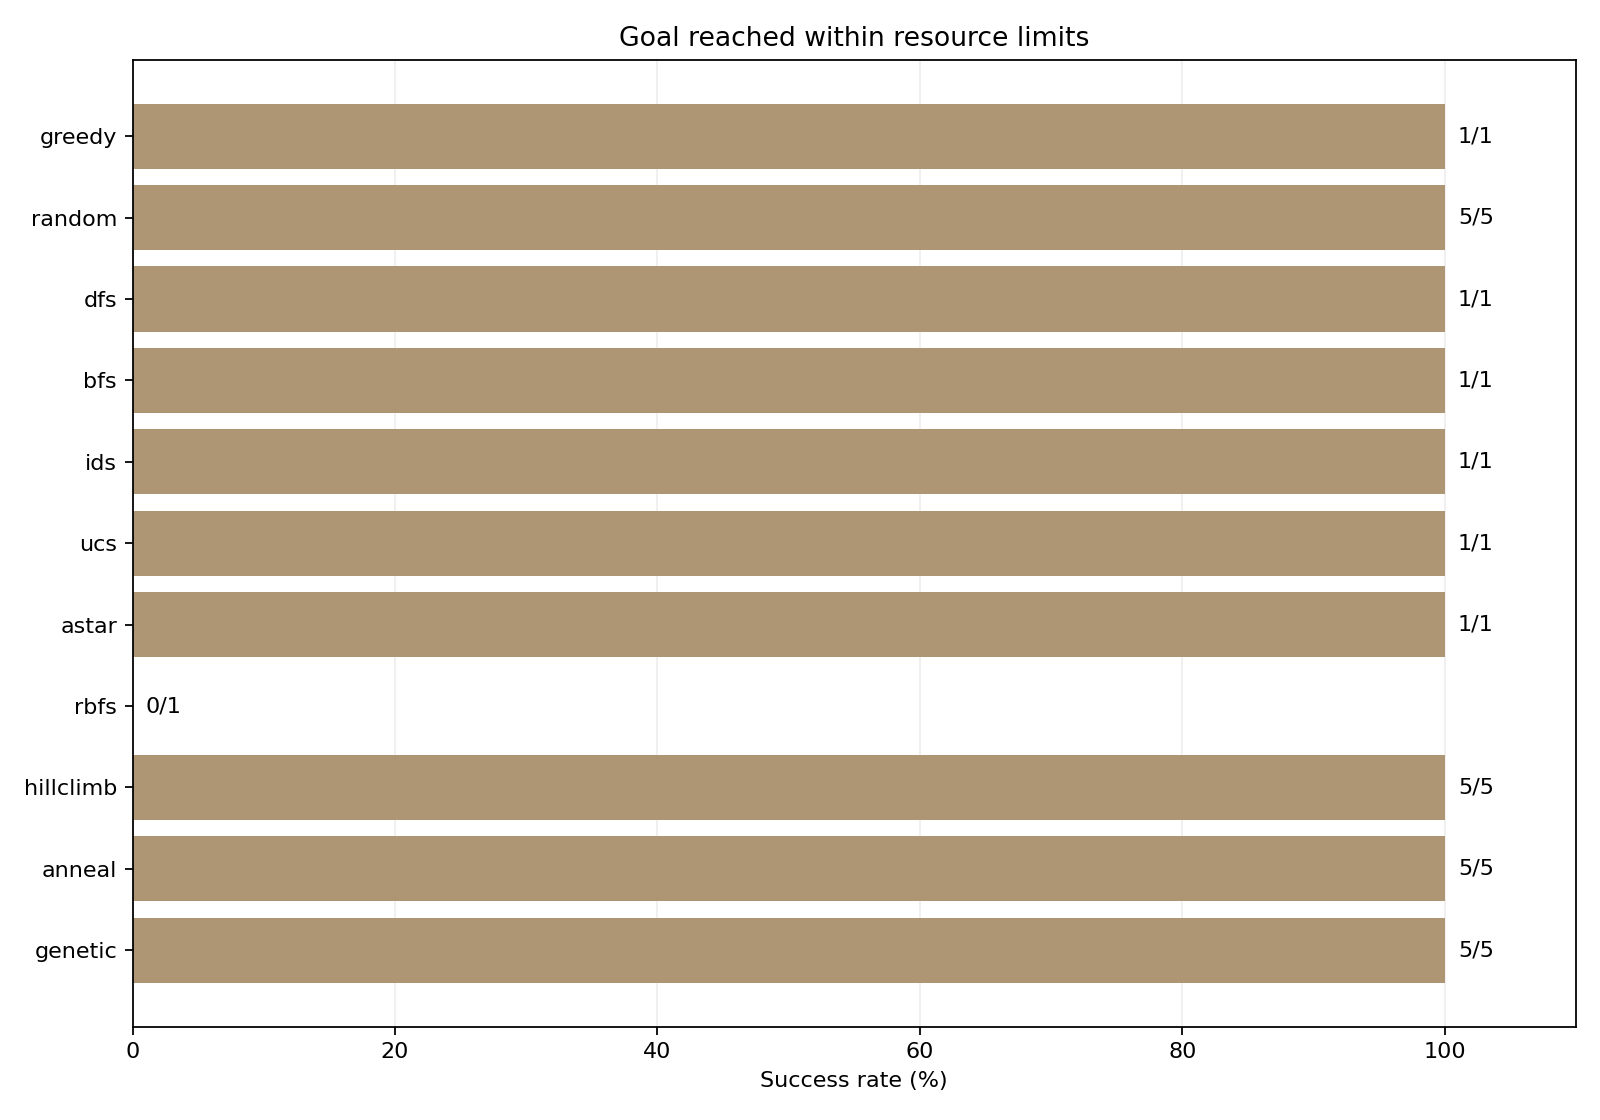 Goal reached within resource limits
greedy 1/1
random 5/5
dfs 1/1
bfs 1/1
ids 1/1
ucs 1/1
astar 1/1
rbfs 0/1
hillclimb 5/5
anneal 5/5
genetic 5/5
0 20 40 60 80 100
Success rate (%)